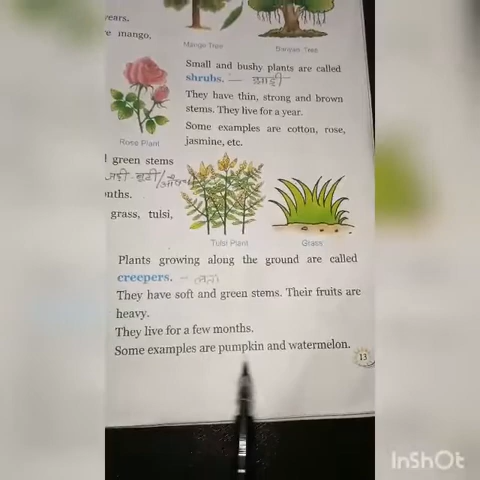 years.
e mango,
Mango Tree
Banyan Tree
Small and bushy plants are called
shrubs. — झाड़ी
They have thin, strong and brown
stems. They live for a year.
Some examples are cotton, rose,
jasmine, etc.
Rose Plant
green stems
जड़ी-बूटी/
nths.
grass, tulsi,
Tulsi Plant
Grass
Plants growing along the ground are called
creepers. – लता
They have soft and green stems. Their fruits are
heavy.
They live for a few months.
Some examples are pumpkin and watermelon.
13
InShOt